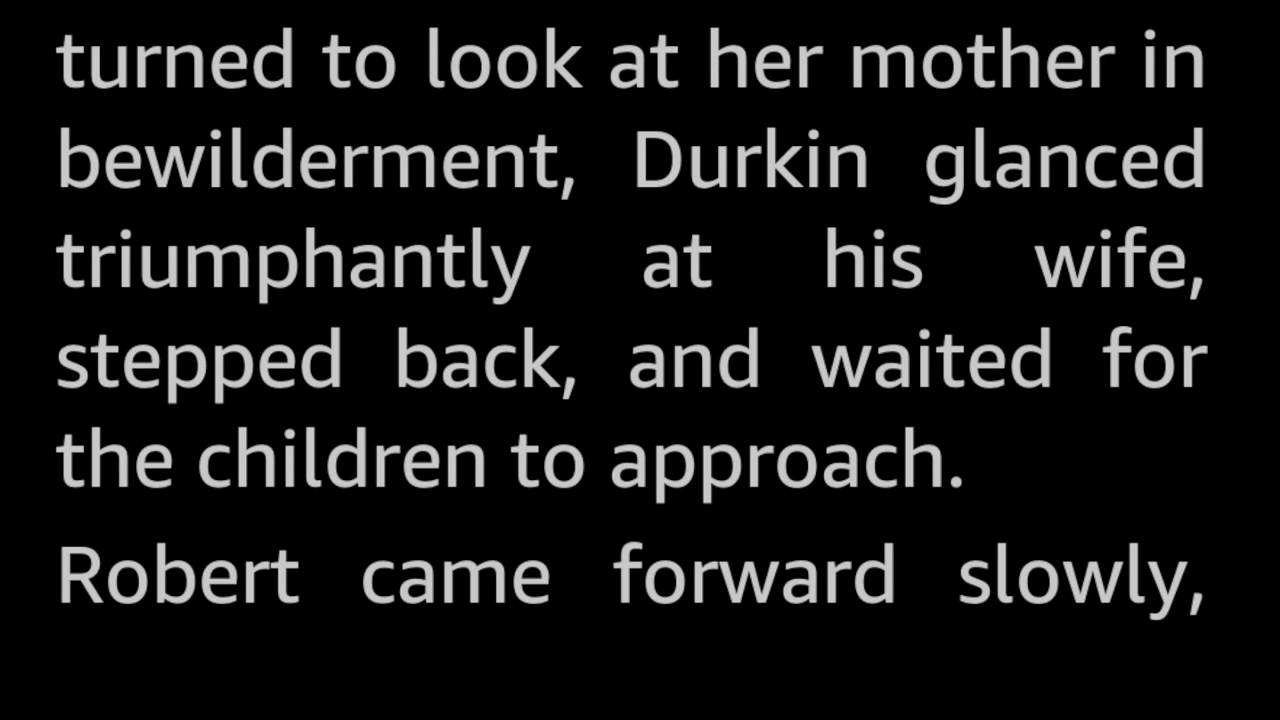 turned to look at her mother in
bewilderment, Durkin glanced
triumphantly at his wife,
stepped back, and waited for
the children to approach.
Robert came forward slowly,